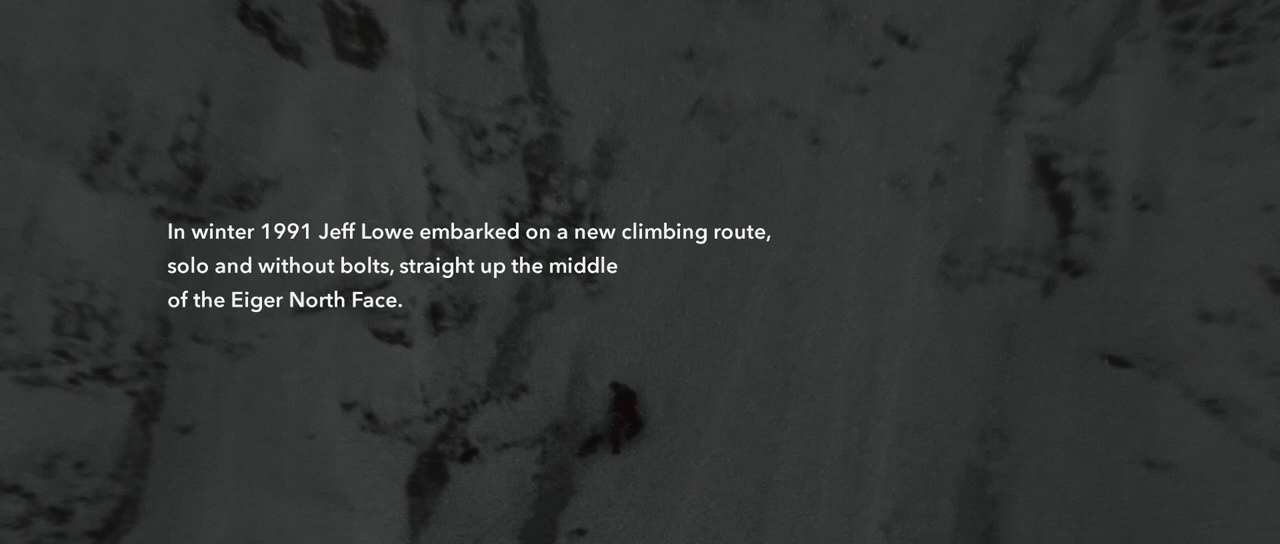 In winter 1991 Jeff Lowe embarked on a new climbing route,
solo and without bolts, straight up the middle
of the Eiger North Face.